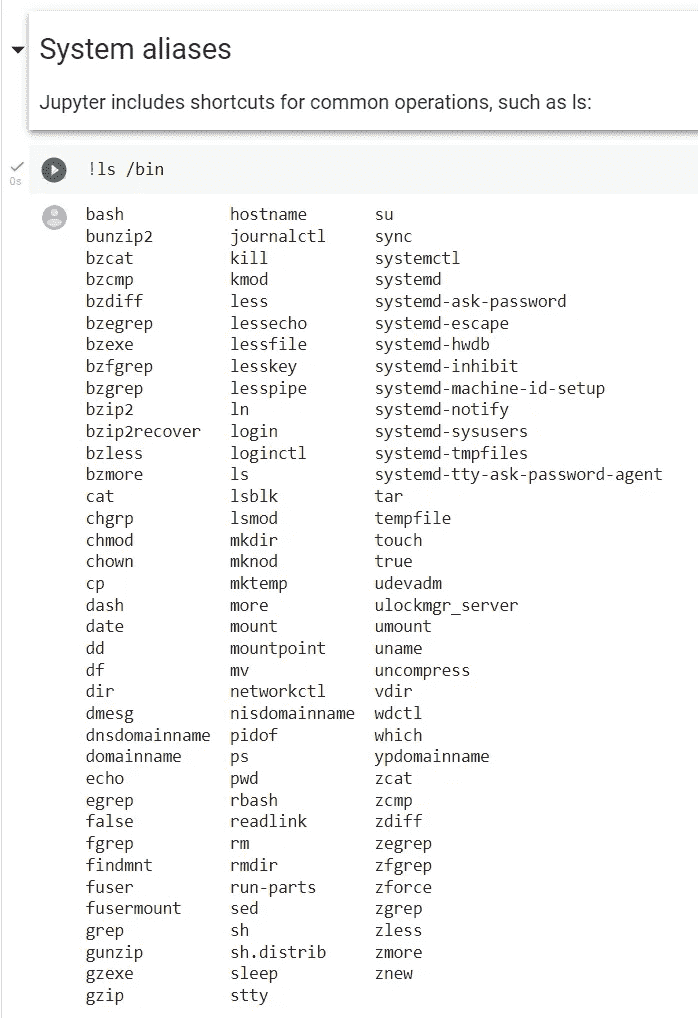 System aliases
Jupyter includes shortcuts for common operations, such as ls:
0s
!ls /bin
bash hostname su
bunzip2 journalctl sync
bzcat kill systemctl
bzcmp kmod systemd
bzdiff less systemd-ask-password
bzegrep lessecho systemd-escape
bzexe lessfile systemd-hwdb
bzfgrep lesskey systemd-inhibit
bzgrep lesspipe systemd-machine-id-setup
bzip2 ln systemd-notify
bzip2recover login systemd-sysusers
bzless loginctl systemd-tmpfiles
bzmore ls systemd-tty-ask-password-agent
cat lsblk tar
chgrp lsmod tempfile
chmod mkdir touch
chown mknod true
cp mktemp udevadm
dash more ulockmgr_server
date mount umount
dd mountpoint uname
df mv uncompress
dir networkctl vdir
dmesg nisdomainname wdctl
dnsdomainname pidof which
domainname ps ypdomainname
echo pwd zcat
egrep rbash zcmp
false readlink zdiff
fgrep rm zegrep
findmnt rmdir zfgrep
fuser run-parts zforce
fusermount sed zgrep
grep sh zless
gunzip sh.distrib zmore
gzexe sleep znew
gzip stty